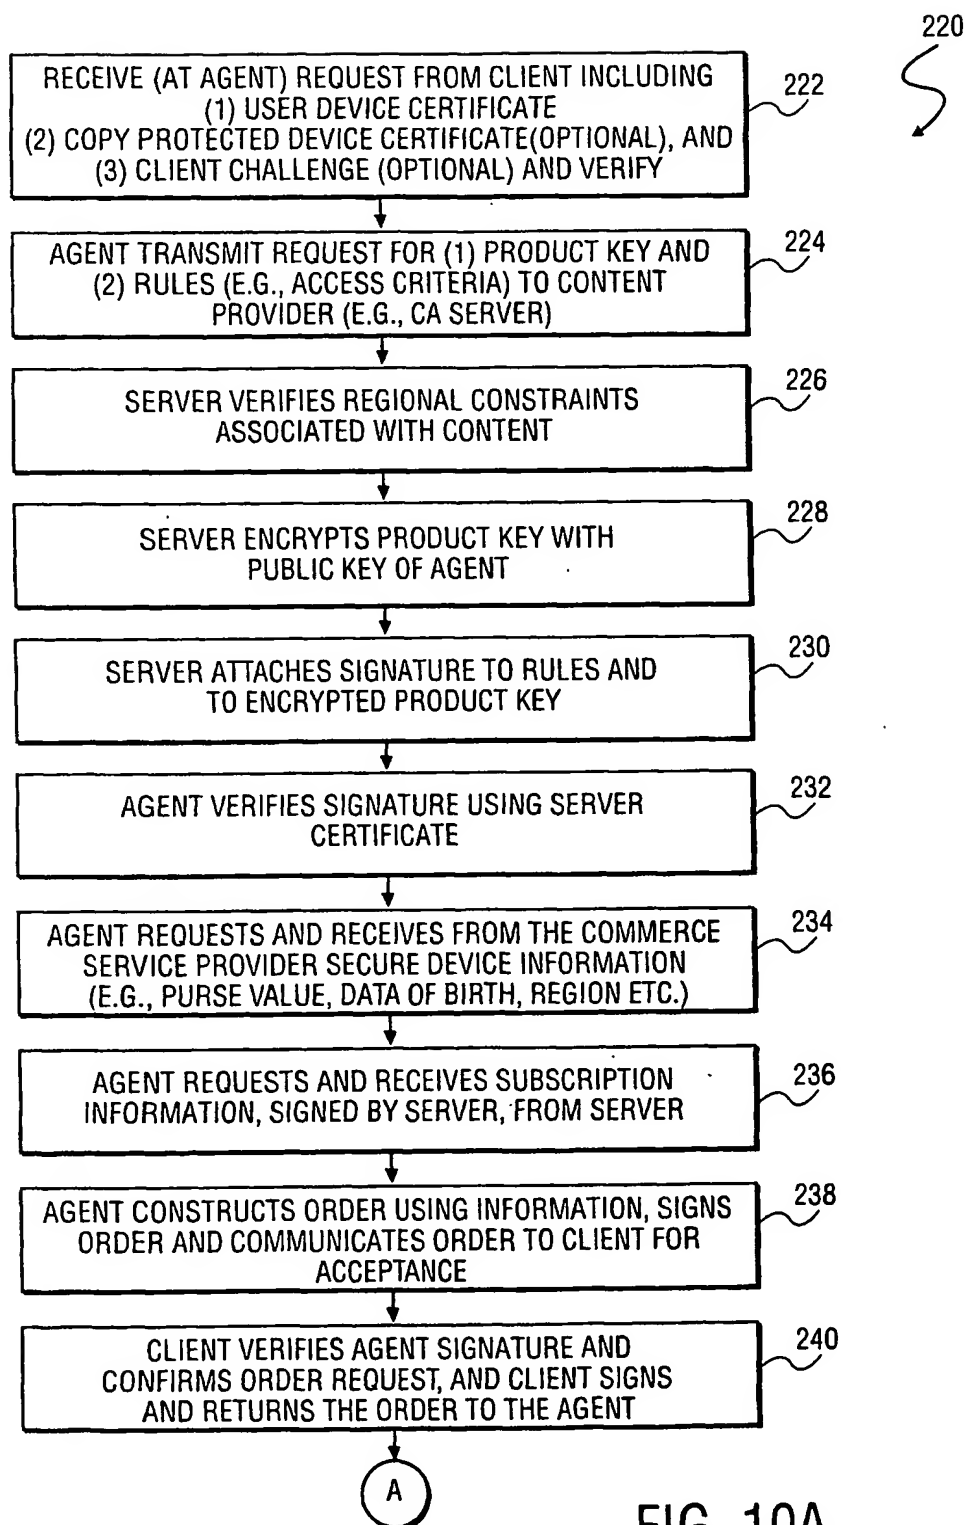 220
RECEIVE (AT AGENT) REQUEST FROM CLIENT INCLUDING
(1) USER DEVICE CERTIFICATE
(2) COPY PROTECTED DEVICE CERTIFICATE(OPTIONAL), AND
(3) CLIENT CHALLENGE (OPTIONAL) AND VERIFY
222
AGENT TRANSMIT REQUEST FOR (1) PRODUCT KEY AND
(2) RULES (E.G., ACCESS CRITERIA) TO CONTENT
PROVIDER (E.G., CA SERVER)
224
SERVER VERIFIES REGIONAL CONSTRAINTS
ASSOCIATED WITH CONTENT
226
SERVER ENCRYPTS PRODUCT KEY WITH
PUBLIC KEY OF AGENT
228
SERVER ATTACHES SIGNATURE TO RULES AND
TO ENCRYPTED PRODUCT KEY
230
AGENT VERIFIES SIGNATURE USING SERVER
CERTIFICATE
232
AGENT REQUESTS AND RECEIVES FROM THE COMMERCE
SERVICE PROVIDER SECURE DEVICE INFORMATION
(E.G., PURSE VALUE, DATA OF BIRTH, REGION ETC.)
234
AGENT REQUESTS AND RECEIVES SUBSCRIPTION
INFORMATION, SIGNED BY SERVER, FROM SERVER
236
AGENT CONSTRUCTS ORDER USING INFORMATION, SIGNS
ORDER AND COMMUNICATES ORDER TO CLIENT FOR
ACCEPTANCE
238
CLIENT VERIFIES AGENT SIGNATURE AND
CONFIRMS ORDER REQUEST, AND CLIENT SIGNS
AND RETURNS THE ORDER TO THE AGENT
240
A
FIG. 10A